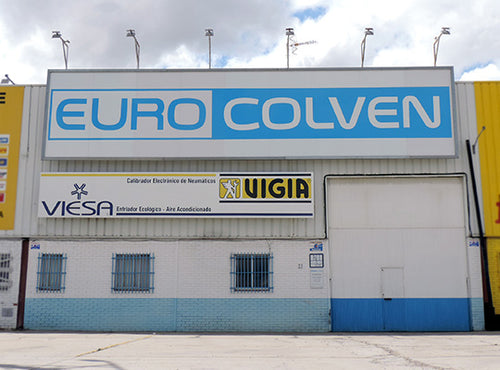 EURO COLVEN
Calibrador Electrónico de Neumáticos
VIGIA
VIESA
Enfriador Ecológico - Aire Acondicionado